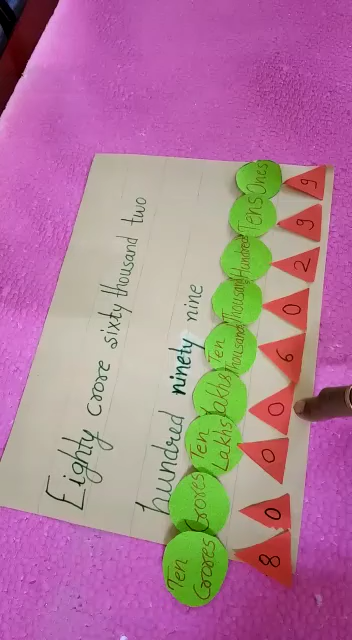 Eighty crore sixty thousand two
hundred ninety nine
Ten Crores Crores Ten Lakhs Lakhs Ten Thousand Thousand Hundred Tens Ones
8 0 0 0 6 0 2 9 9